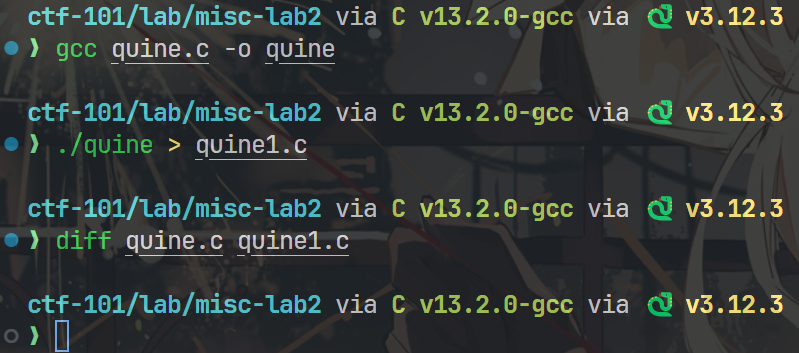 ctf-101/lab/misc-lab2 via C v13.2.0-gcc via 🐍 v3.12.3
❱ gcc quine.c -o quine
ctf-101/lab/misc-lab2 via C v13.2.0-gcc via 🐍 v3.12.3
❱ ./quine > quine1.c
ctf-101/lab/misc-lab2 via C v13.2.0-gcc via 🐍 v3.12.3
❱ diff quine.c quine1.c
ctf-101/lab/misc-lab2 via C v13.2.0-gcc via 🐍 v3.12.3
❱